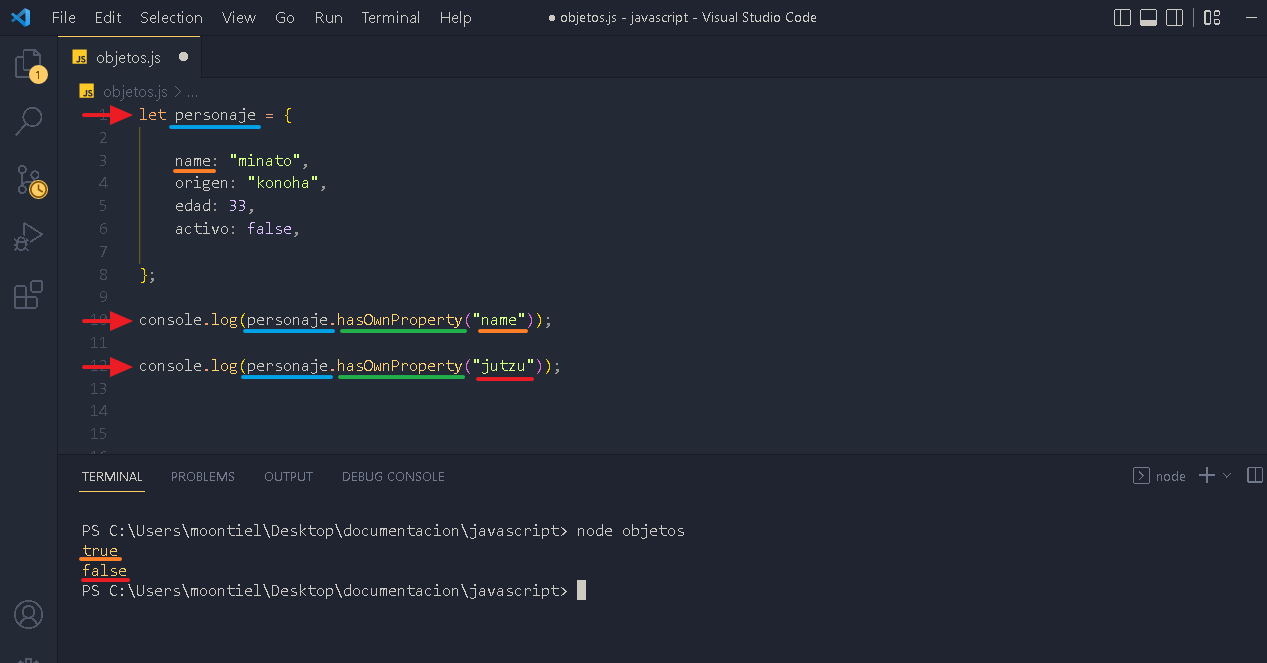 File Edit Selection View Go Run Terminal Help ● objetos.js - javascript - Visual Studio Code
JS objetos.js ●
1
JS objetos.js > ...
1 let personaje = {
2
3 name: "minato",
4 origen: "konoha",
5 edad: 33,
6 activo: false,
7
8 };
9
10 console.log(personaje.hasOwnProperty("name"));
11
12 console.log(personaje.hasOwnProperty("jutzu"));
13
14
15
TERMINAL PROBLEMS OUTPUT DEBUG CONSOLE node
PS C:\Users\moontiel\Desktop\documentacion\javascript> node objetos
true
false
PS C:\Users\moontiel\Desktop\documentacion\javascript>